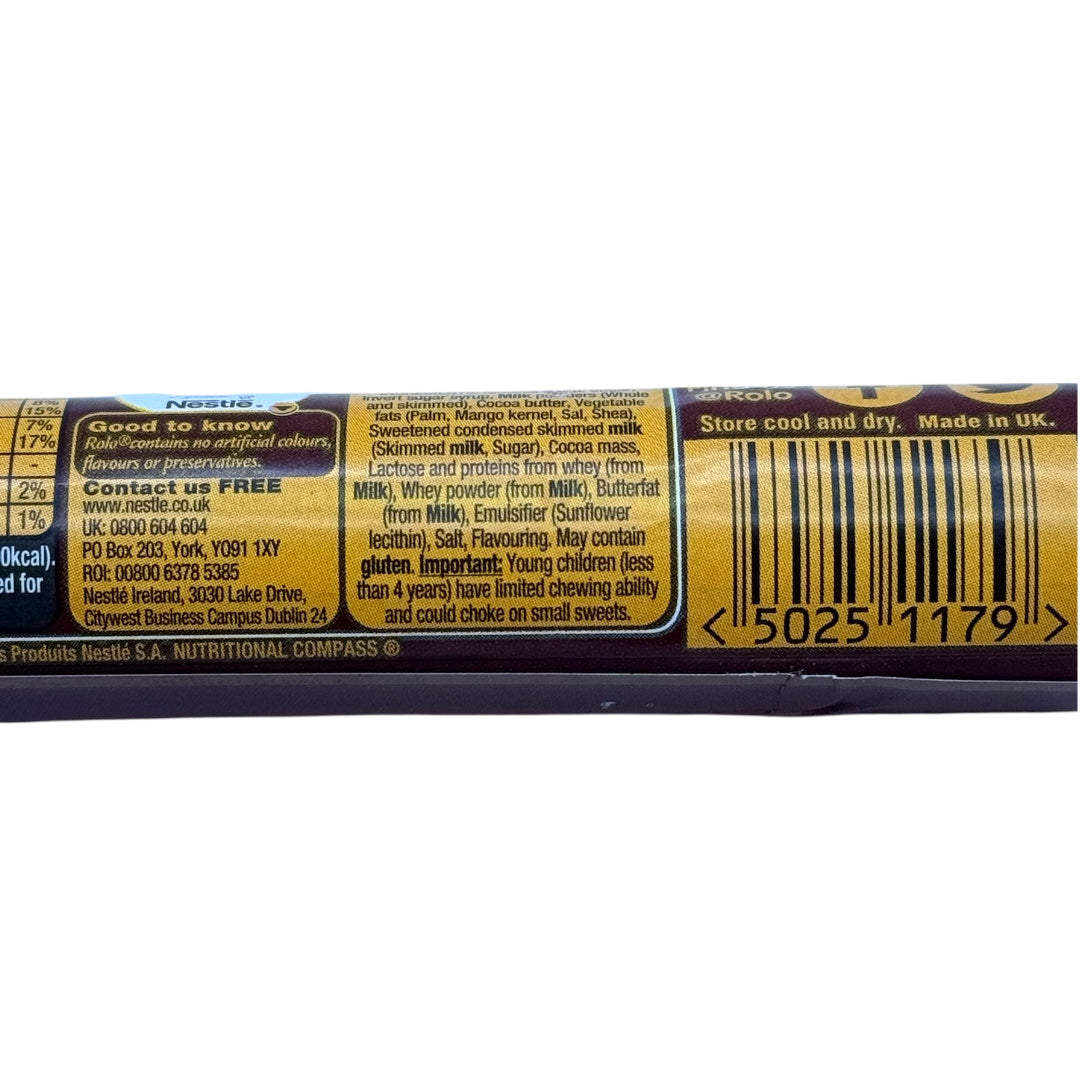 8%
15%
7%
17%
-
2%
1%
0kcal).
ed for
Nestlé®
Good to know
Rolo®contains no artificial colours,
flavours or preservatives.
Contact us FREE
www.nestle.co.uk
UK: 0800 604 604
PO Box 203, York, YO91 1XY
ROI: 00800 6378 5385
Nestlé Ireland, 3030 Lake Drive,
Citywest Business Campus Dublin 24
Invert sugar syrup, Milk powders (Whole
and skimmed), Cocoa butter, Vegetable
fats (Palm, Mango kernel, Sal, Shea),
Sweetened condensed skimmed milk
(Skimmed milk, Sugar), Cocoa mass,
Lactose and proteins from whey (from
Milk), Whey powder (from Milk), Butterfat
(from Milk), Emulsifier (Sunflower
lecithin), Salt, Flavouring. May contain
gluten. Important: Young children (less
than 4 years) have limited chewing ability
and could choke on small sweets.
@Rolo
Store cool and dry. Made in UK.
< 5025 1179 >
s Produits Nestlé S.A. NUTRITIONAL COMPASS ®